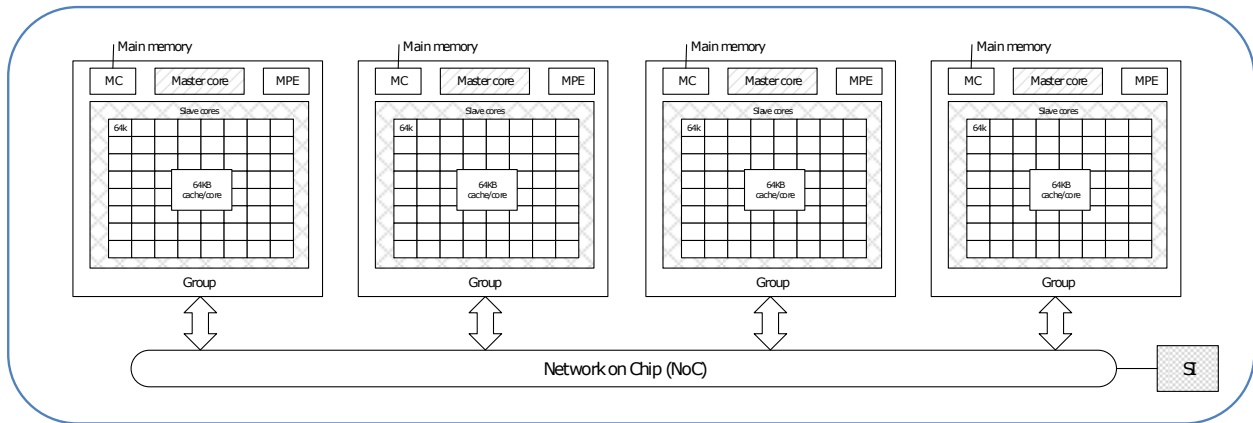 Main memory
Main memory
Main memory
Main memory
MC
Master core
MPE
MC
Master core
MPE
MC
Master core
MPE
MC
Master core
MPE
Slave cores
Slave cores
Slave cores
Slave cores
64k
64k
64k
64k
64KB
cache/core
64KB
cache/core
64KB
cache/core
64KB
cache/core
Group
Group
Group
Group
Network on Chip (NoC)
SI